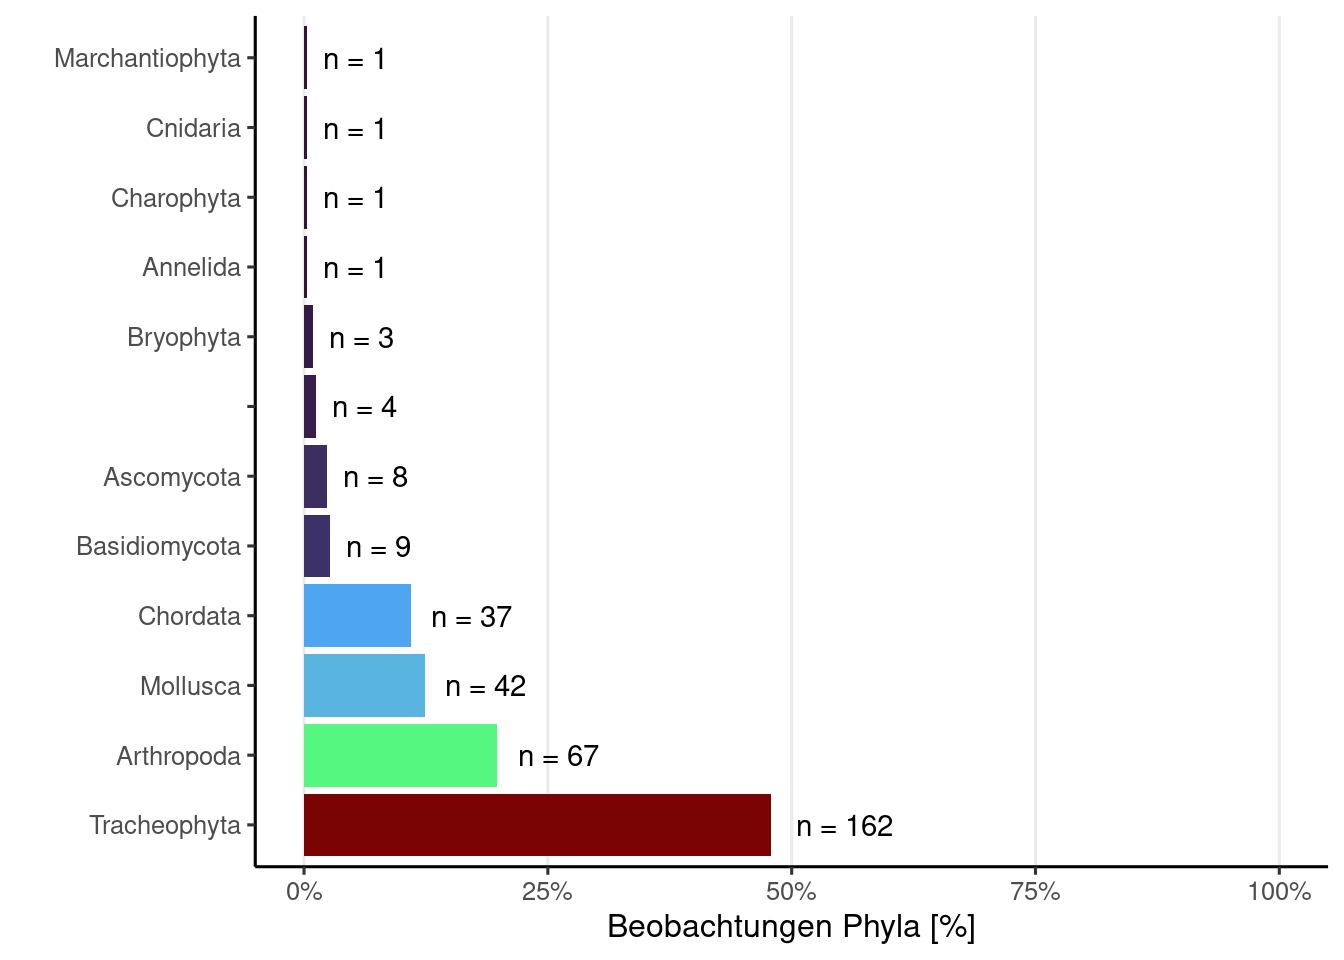 Marchantiophyta n = 1
Cnidaria n = 1
Charophyta n = 1
Annelida n = 1
Bryophyta n = 3
n = 4
Ascomycota n = 8
Basidiomycota n = 9
Chordata n = 37
Mollusca n = 42
Arthropoda n = 67
Tracheophyta n = 162
0% 25% 50% 75% 100%
Beobachtungen Phyla [%]